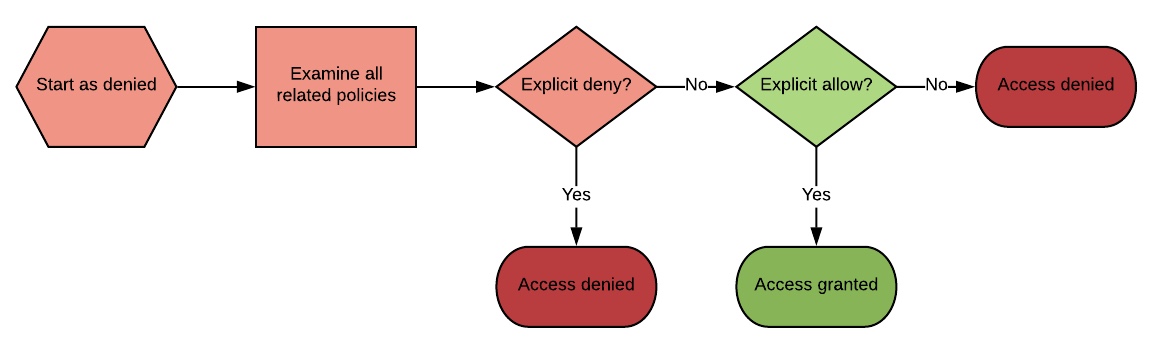 Start as denied
Examine all
related policies
Explicit deny?
No
Explicit allow?
No
Access denied
Yes
Yes
Access denied
Access granted